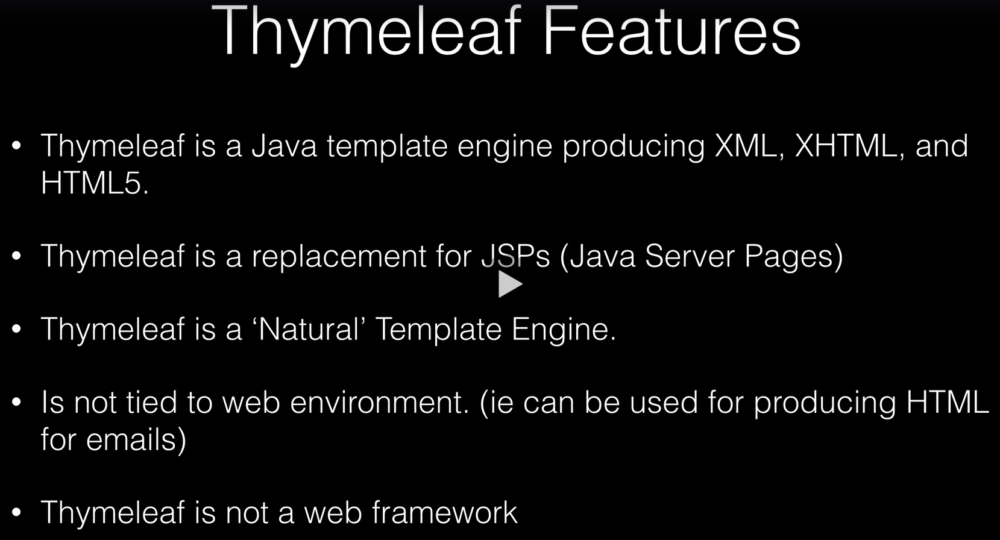 Thymeleaf Features
• Thymeleaf is a Java template engine producing XML, XHTML, and
HTML5.
• Thymeleaf is a replacement for JSPs (Java Server Pages)
• Thymeleaf is a ‘Natural’ Template Engine.
• Is not tied to web environment. (ie can be used for producing HTML
for emails)
• Thymeleaf is not a web framework